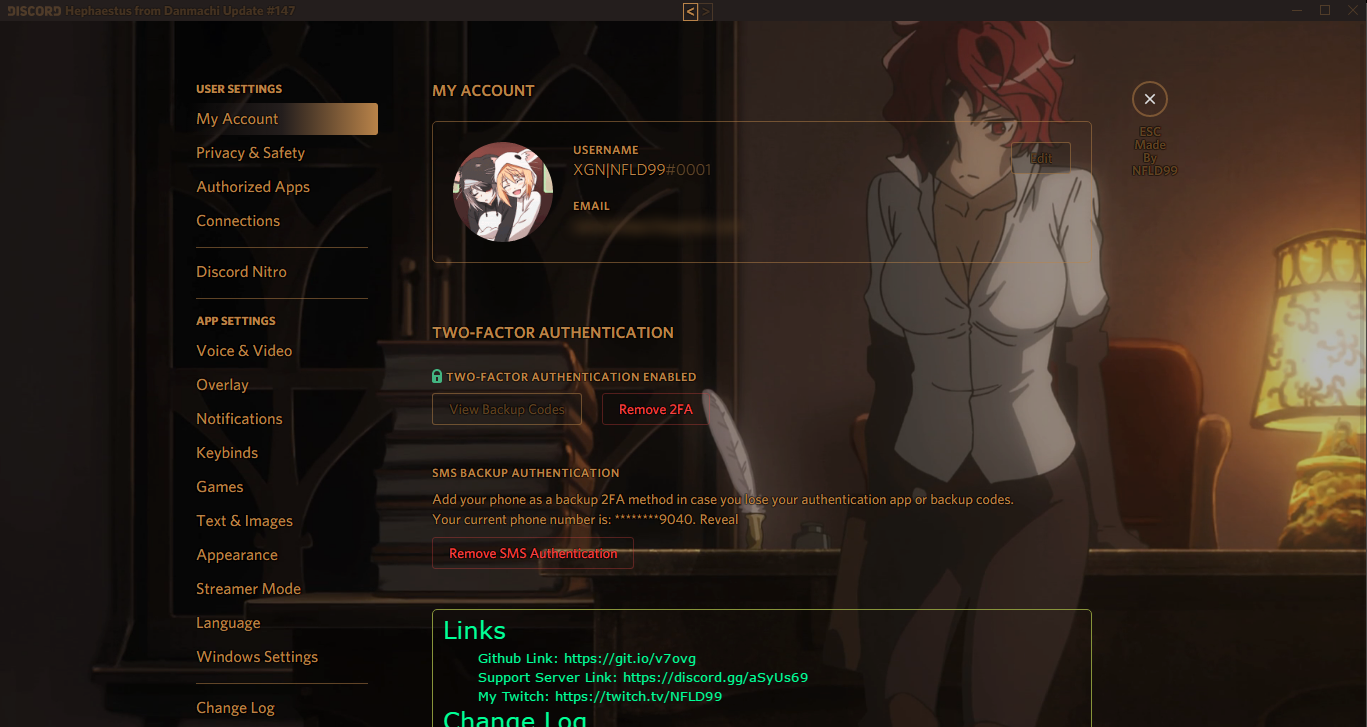 DISCORD Hephaestus from Danmachi Update #147
< >
USER SETTINGS
My Account
Privacy & Safety
Authorized Apps
Connections
Discord Nitro
APP SETTINGS
Voice & Video
Overlay
Notifications
Keybinds
Games
Text & Images
Appearance
Streamer Mode
Language
Windows Settings
Change Log
MY ACCOUNT
USERNAME
XGN|NFLD99#0001
Edit
EMAIL
TWO-FACTOR AUTHENTICATION
TWO-FACTOR AUTHENTICATION ENABLED
View Backup Codes
Remove 2FA
SMS BACKUP AUTHENTICATION
Add your phone as a backup 2FA method in case you lose your authentication app or backup codes.
Your current phone number is: ********9040. Reveal
Remove SMS Authentication
Links
Github Link: https://git.io/v7ovg
Support Server Link: https://discord.gg/aSyUs69
My Twitch: https://twitch.tv/NFLD99
Change Log
ESC
Made
By
NFLD99